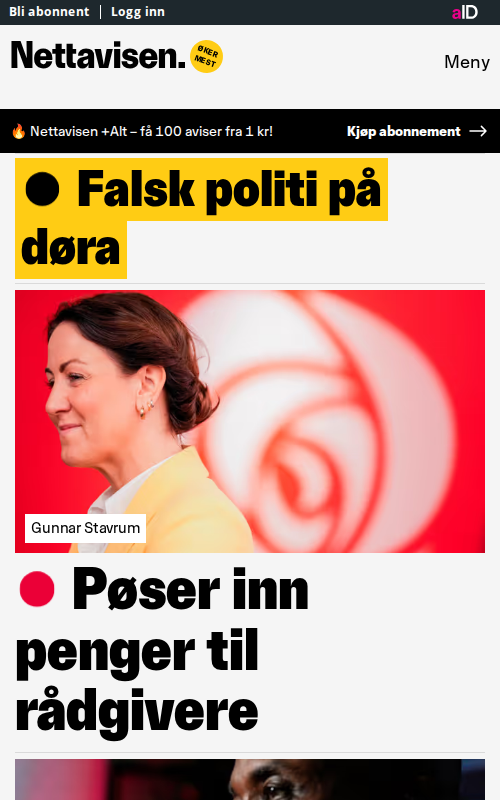 Bli abonnent | Logg inn
aID
Nettavisen.
ØKER
MEST
Meny
Nettavisen +Alt – få 100 aviser fra 1 kr!
Kjøp abonnement
Falsk politi på
døra
Gunnar Stavrum
Pøser inn
penger til
rådgivere